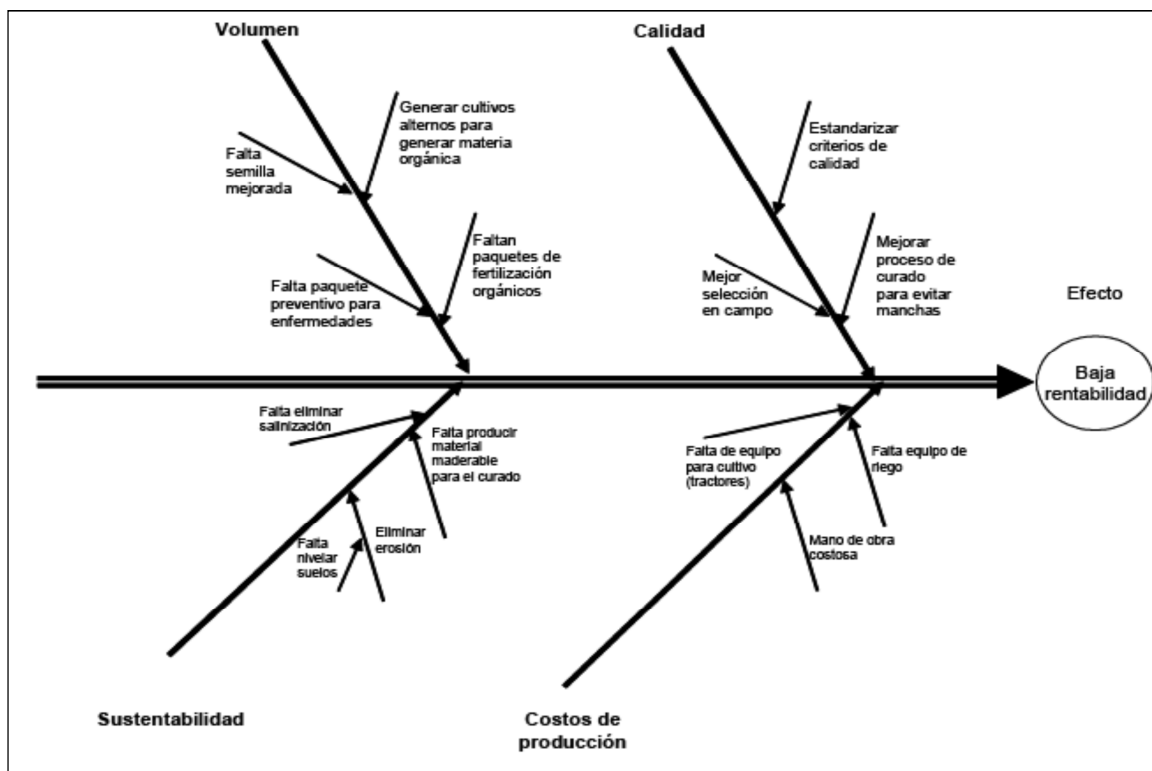 Volumen
Calidad
Generar cultivos
alternos para
generar materia
orgánica
Falta
semilla
mejorada
Estandarizar
criterios de
calidad
Faltan
paquetes de
fertilización
orgánicos
Falta paquete
preventivo para
enfermedades
Mejorar
proceso de
curado
para evitar
manchas
Mejor
selección
en campo
Efecto
Baja
rentabilidad
Falta eliminar
salinización
Falta producir
material
maderable
para el curado
Falta
nivelar
suelos
Eliminar
erosión
Falta de equipo
para cultivo
(tractores)
Falta equipo de
riego
Mano de obra
costosa
Sustentabilidad
Costos de
producción